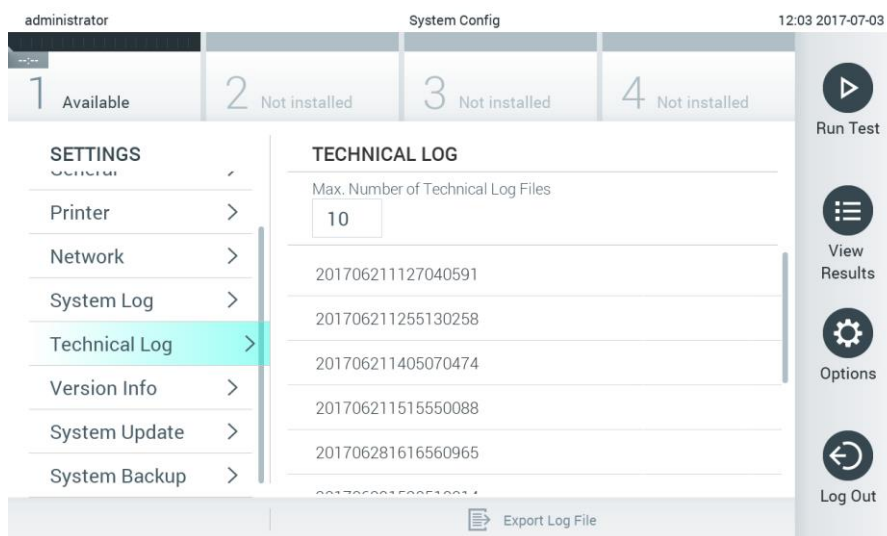 administrator
System Config
12:03 2017-07-03
--:--
1 Available
2 Not installed
3 Not installed
4 Not installed
Run Test
View
Results
Options
Log Out
SETTINGS
General
Printer
Network
System Log
Technical Log
Version Info
System Update
System Backup
TECHNICAL LOG
Max. Number of Technical Log Files
10
201706211127040591
201706211255130258
201706211405070474
201706211515550088
201706281616560965
Export Log File